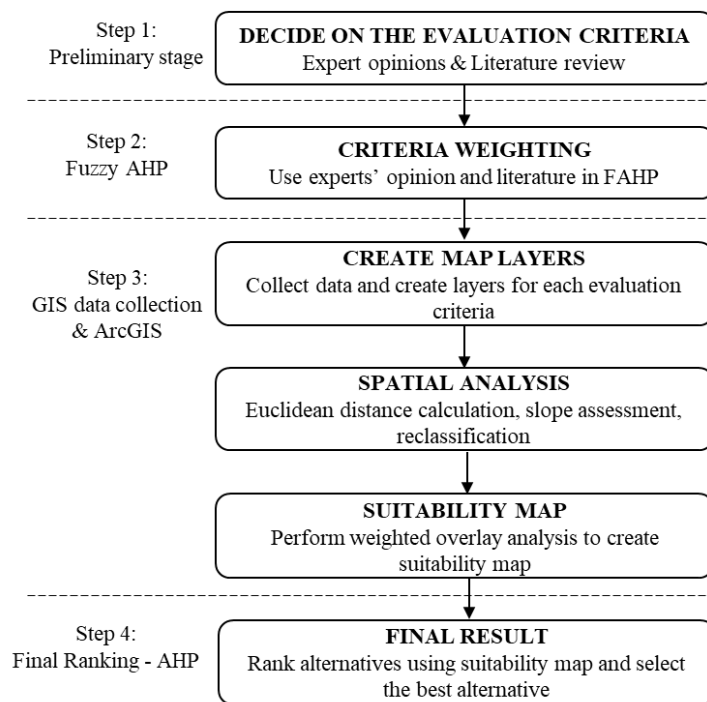 Step 1:
Preliminary stage
DECIDE ON THE EVALUATION CRITERIA
Expert opinions & Literature review
Step 2:
Fuzzy AHP
CRITERIA WEIGHTING
Use experts’ opinion and literature in FAHP
Step 3:
GIS data collection
& ArcGIS
CREATE MAP LAYERS
Collect data and create layers for each evaluation
criteria
SPATIAL ANALYSIS
Euclidean distance calculation, slope assessment,
reclassification
SUITABILITY MAP
Perform weighted overlay analysis to create
suitability map
Step 4:
Final Ranking - AHP
FINAL RESULT
Rank alternatives using suitability map and select
the best alternative